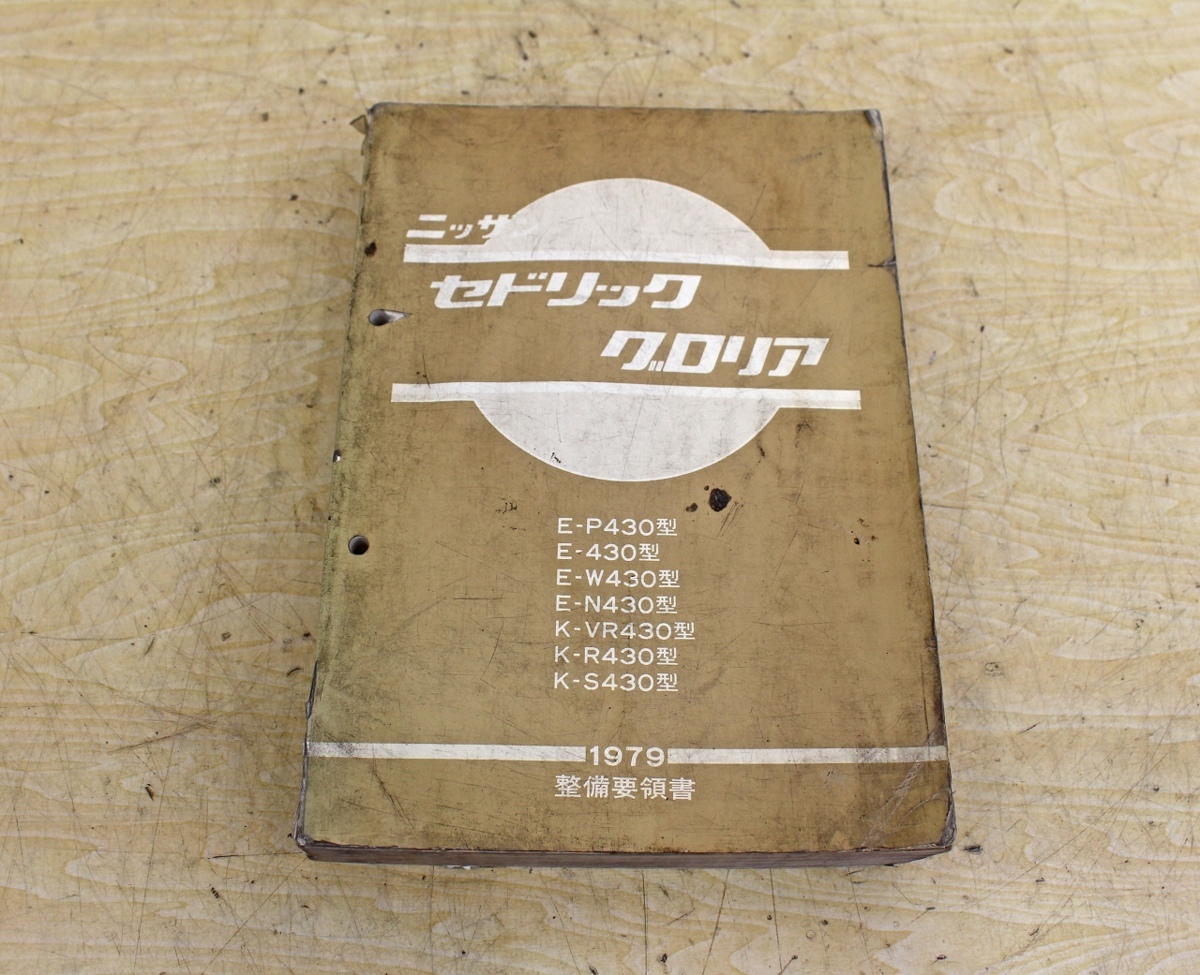 ニッサン
セドリック
グロリア
E-P430型
E-430型
E-W430型
E-N430型
K-VR430型
K-R430型
K-S430型
1979
整備要領書